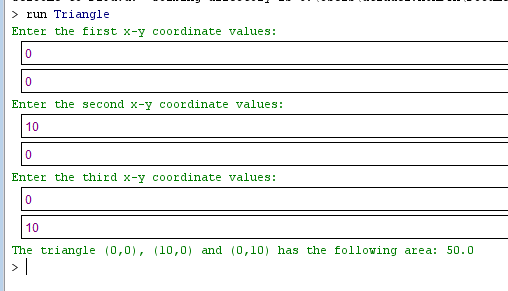 > run Triangle
Enter the first x-y coordinate values:
0
0
Enter the second x-y coordinate values:
10
0
Enter the third x-y coordinate values:
0
10
The triangle (0,0), (10,0) and (0,10) has the following area: 50.0
>